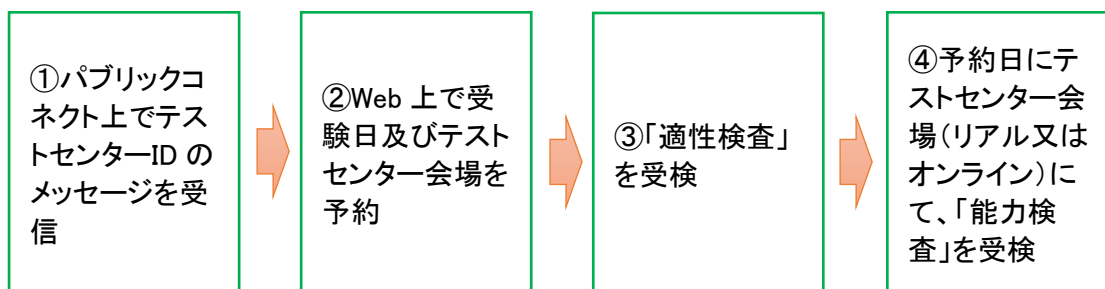 ①パブリックコ
ネクト上でテス
トセンターID の
メッセージを受
信
②Web 上で受
験日及びテスト
センター会場を
予約
③「適性検査」
を受検
④予約日にテ
ストセンター会
場（リアル又は
オンライン）に
て、「能力検
査」を受検